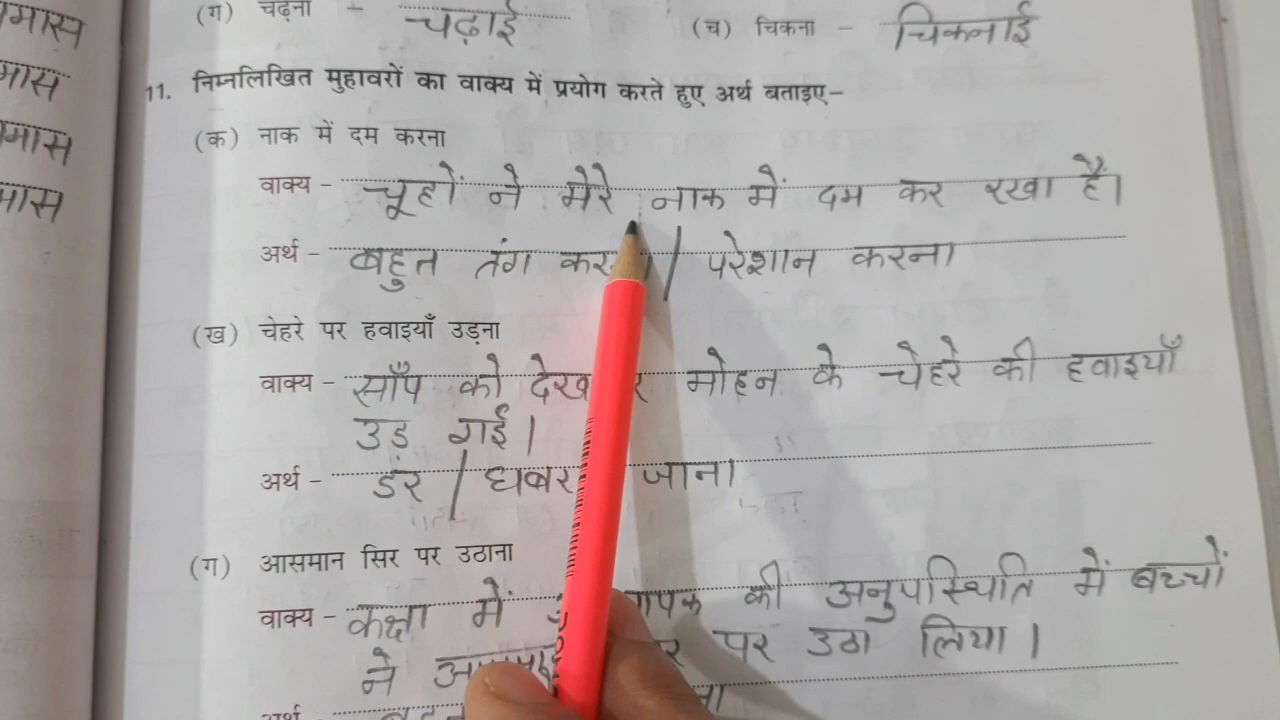 मास
मास
मास
मास
(ग) चढ़ना - चढ़ाई (च) चिकना - चिकनाई
11. निम्नलिखित मुहावरों का वाक्य में प्रयोग करते हुए अर्थ बताइए–
(क) नाक में दम करना
वाक्य - चूहों ने मेरे नाक में दम कर रखा है।
अर्थ - बहुत तंग / परेशान करना
(ख) चेहरे पर हवाइयाँ उड़ना
वाक्य - साँप को मोहन के चेहरे की हवाइयाँ
उड़ गई।
अर्थ - डर / जाना
(ग) आसमान सिर पर उठाना
वाक्य - कक्षा में की अनुपस्थिति में बच्चों
ने पर उठा लिया।
अर्थ -